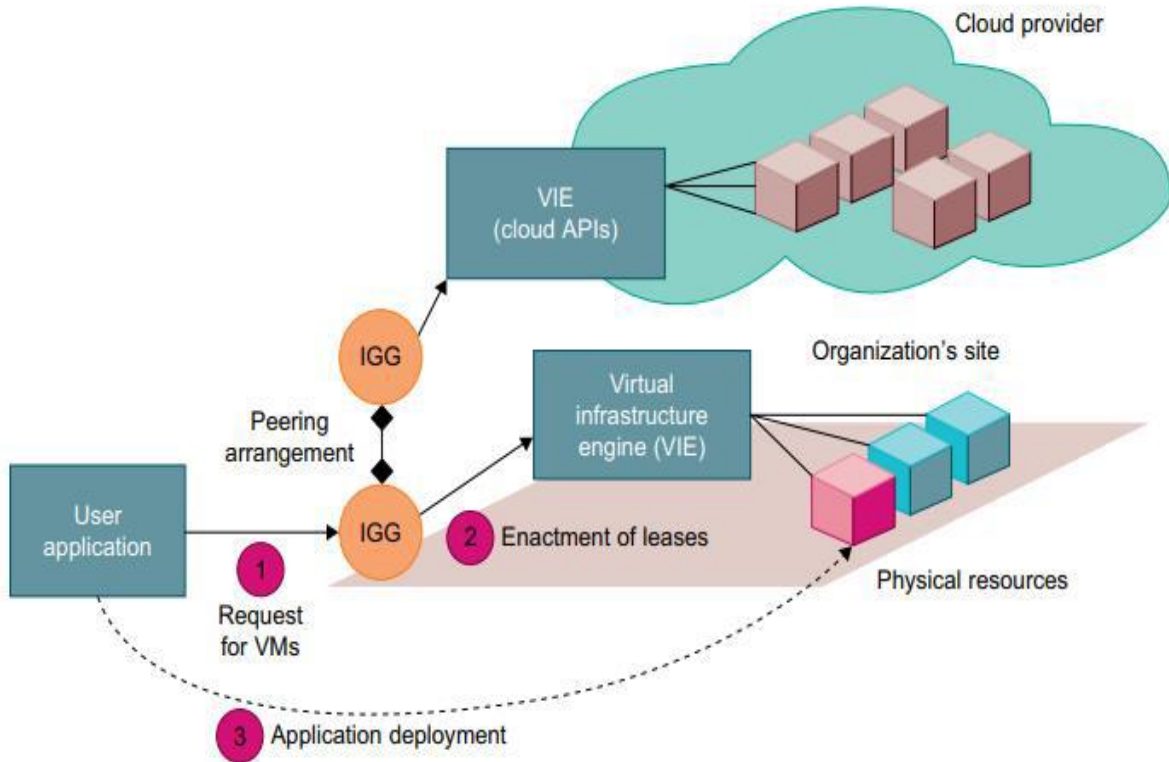 Cloud provider
VIE
(cloud APIs)
IGG
Organization's site
Virtual
infrastructure
engine (VIE)
Peering
arrangement
User
application
IGG
2 Enactment of leases
1
Request
for VMs
Physical resources
3 Application deployment